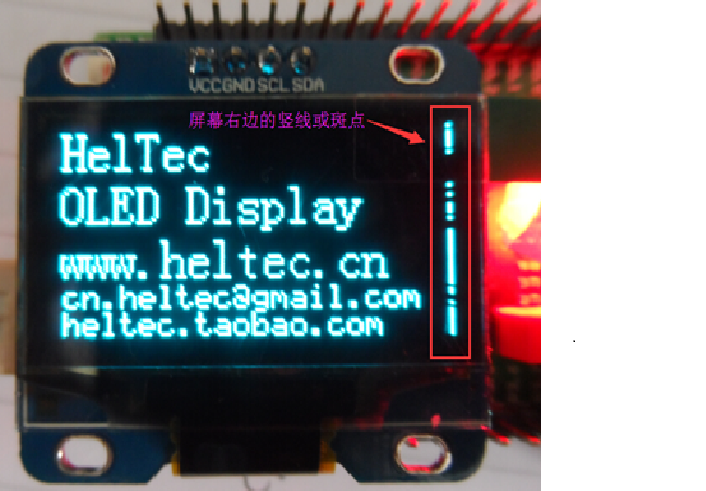 VCC GND SCL SDA
屏幕右边的竖线或斑点
HelTec
OLED Display
www.heltec.cn
cn.heltec@gmail.com
heltec.taobao.com